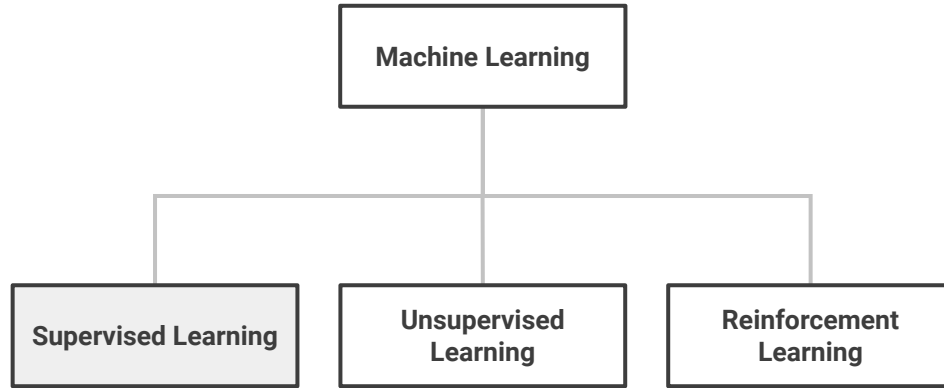 Machine Learning
Supervised Learning
Unsupervised
Learning
Reinforcement
Learning